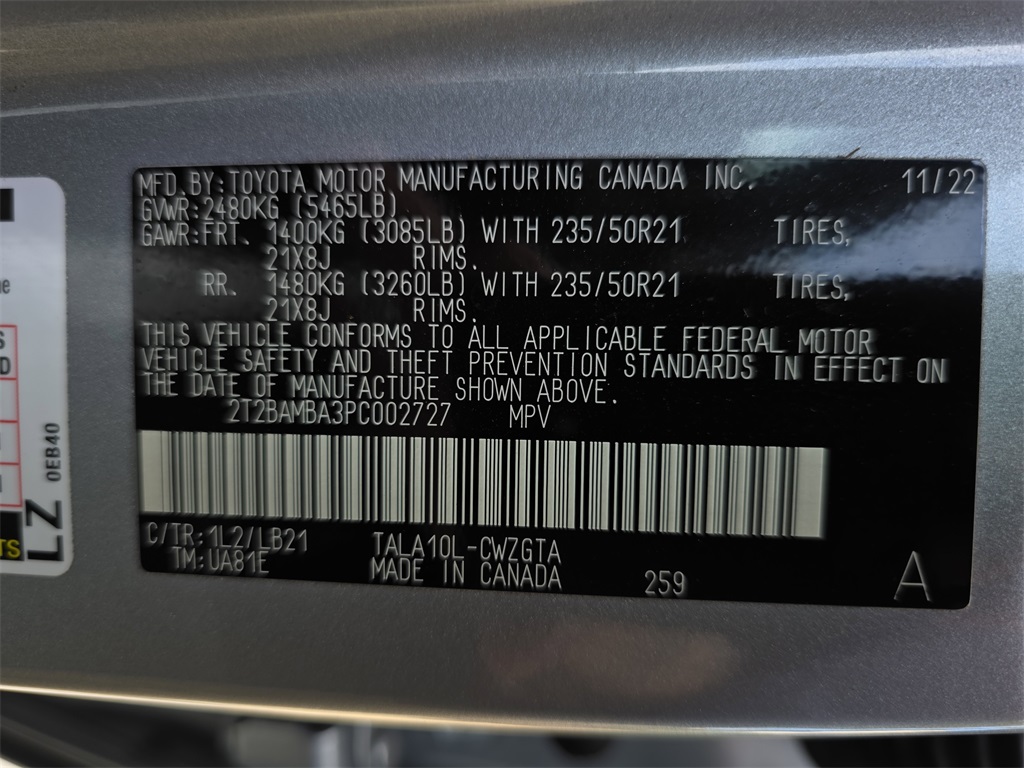 MFD.BY:TOYOTA MOTOR MANUFACTURING CANADA INC. 11/22
GVWR:2480KG (5465LB)
GAWR:FRT. 1400KG (3085LB) WITH 235/50R21 TIRES,
21X8J RIMS.
RR. 1480KG (3260LB) WITH 235/50R21 TIRES,
21X8J RIMS.
THIS VEHICLE CONFORMS TO ALL APPLICABLE FEDERAL MOTOR
VEHICLE SAFETY AND THEFT PREVENTION STANDARDS IN EFFECT ON
THE DATE OF MANUFACTURE SHOWN ABOVE.
2T2BAMBA3PC002727 MPV
C/TR:1L2/LB21 TALA10L-CWZGTA
TM:UA81E MADE IN CANADA 259 A
LZ 0EB40